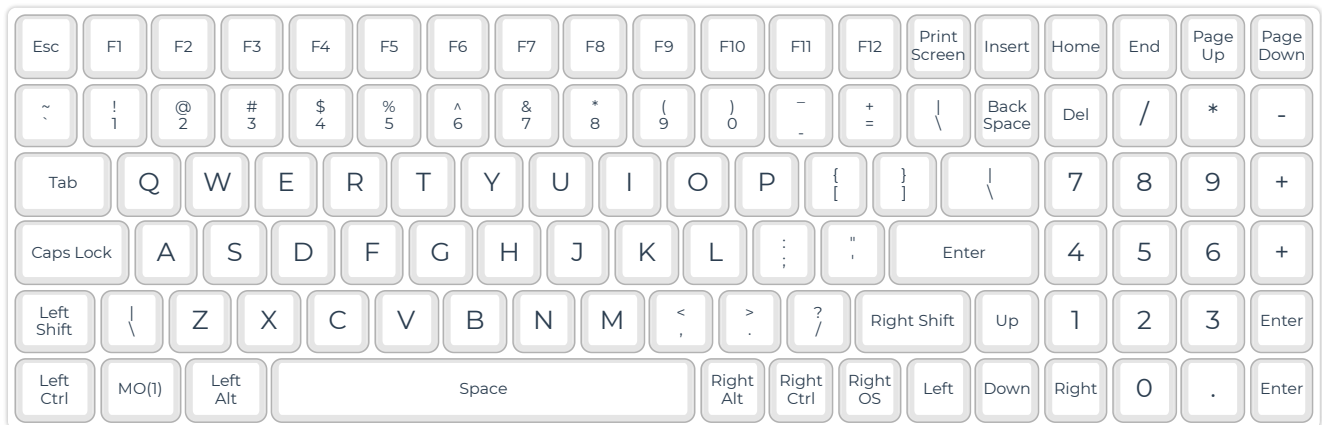 Esc F1 F2 F3 F4 F5 F6 F7 F8 F9 F10 F11 F12 Print Screen Insert Home End Page Up Page Down
~ ! @ # $ % ^ & * ( ) _ + | Back Space Del / * -
` 1 2 3 4 5 6 7 8 9 0 - = \
Tab Q W E R T Y U I O P { } | 7 8 9 +
[ ] \
Caps Lock A S D F G H J K L : " Enter 4 5 6 +
; '
Left Shift | Z X C V B N M < > ? Right Shift Up 1 2 3 Enter
\ , . /
Left Ctrl MO(1) Left Alt Space Right Alt Right Ctrl Right OS Left Down Right 0 . Enter